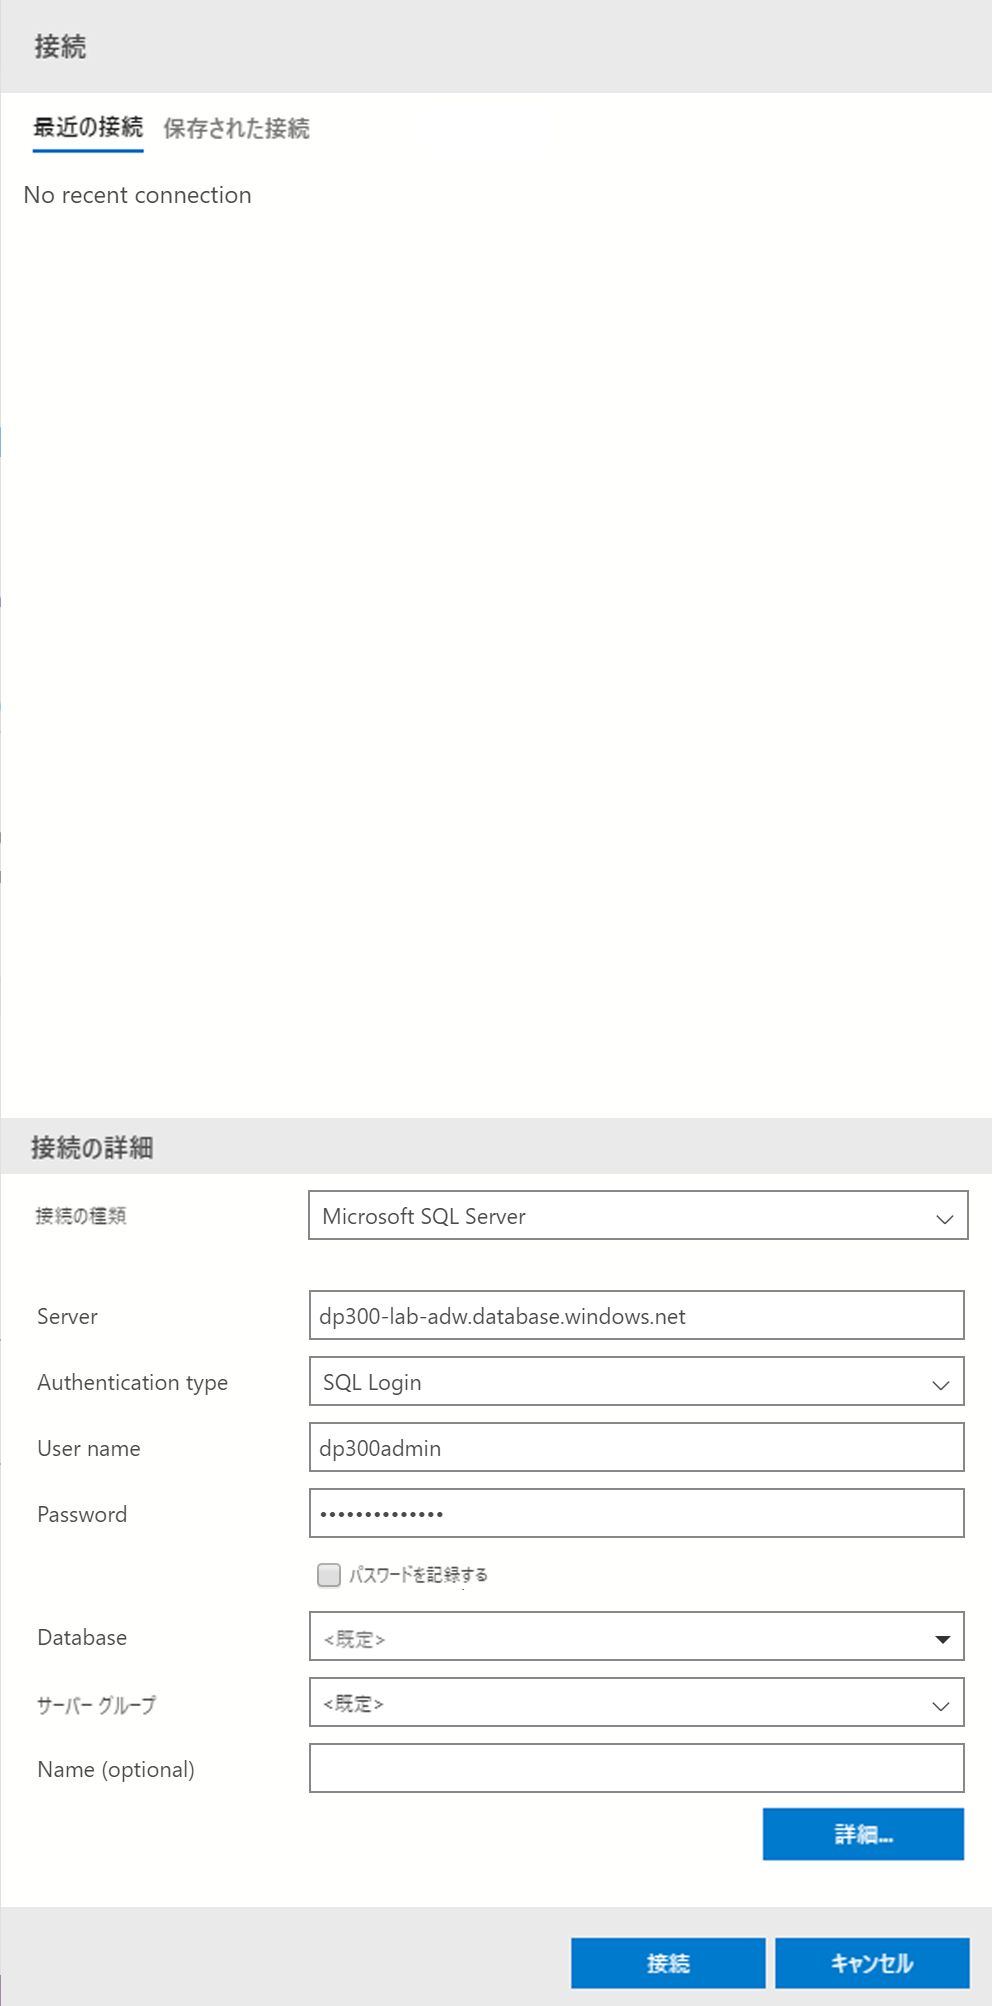 接続
最近の接続 保存された接続
No recent connection
接続の詳細
接続の種類 Microsoft SQL Server
Server dp300-lab-adw.database.windows.net
Authentication type SQL Login
User name dp300admin
Password ••••••••••••••
パスワードを記録する
Database <既定>
サーバー グループ <既定>
Name (optional)
詳細...
接続 キャンセル